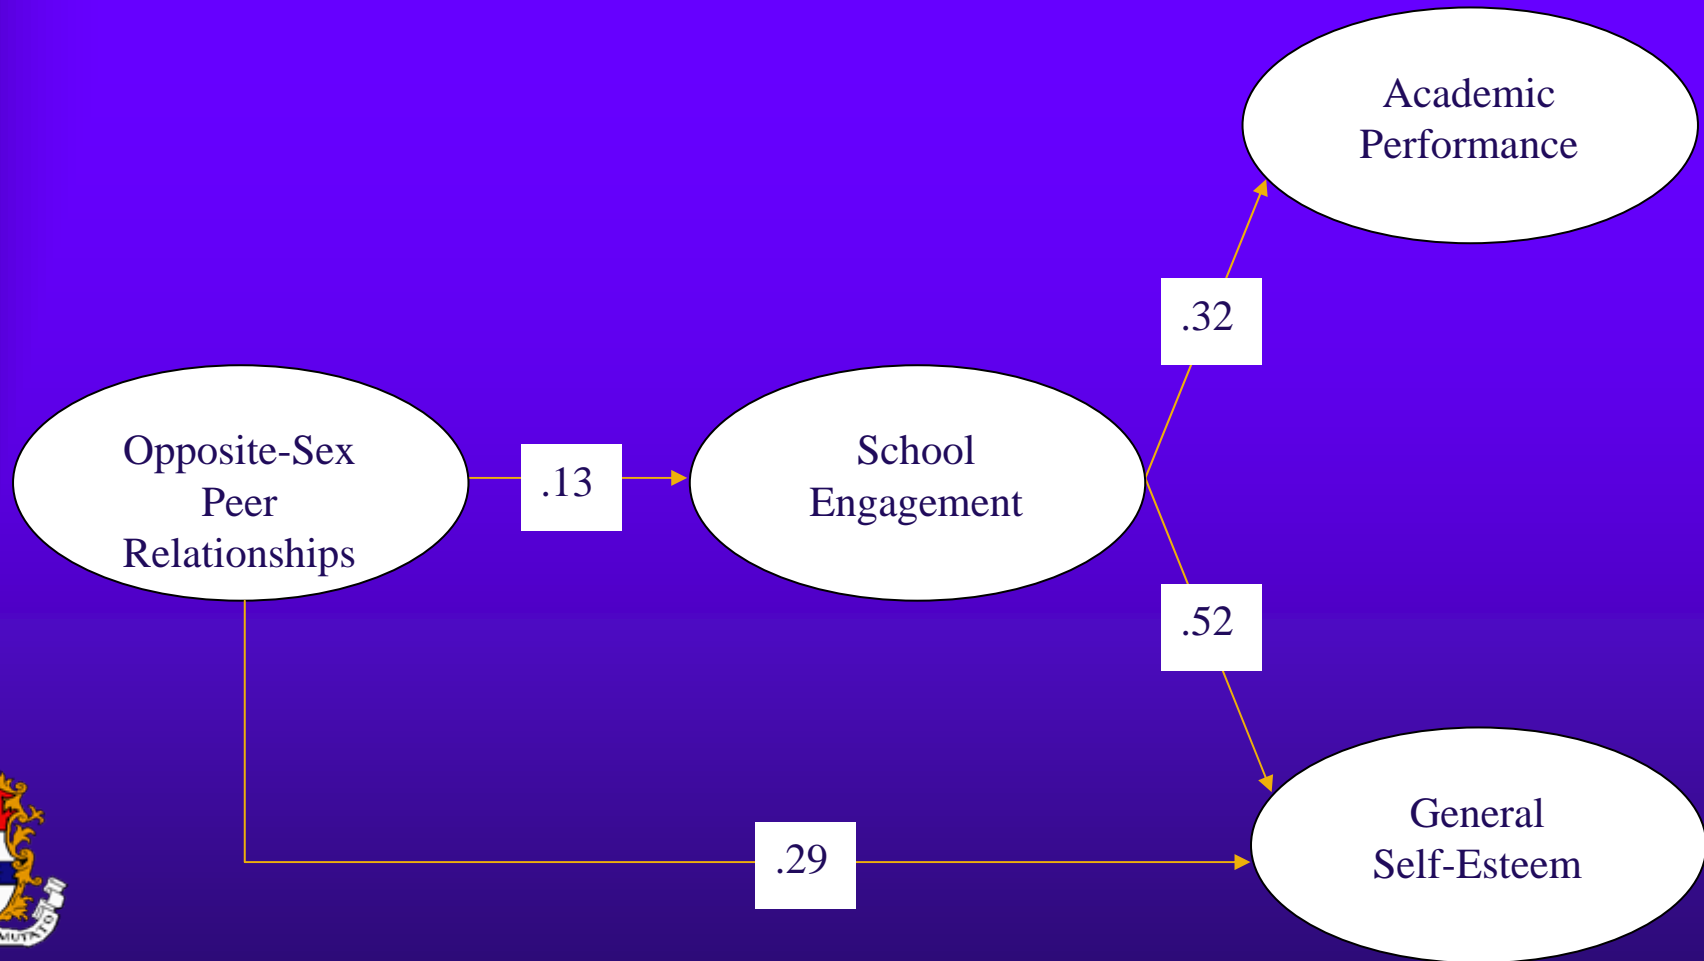 Academic
Performance
.32
Opposite-Sex
Peer
Relationships
.13
School
Engagement
.52
.29
General
Self-Esteem